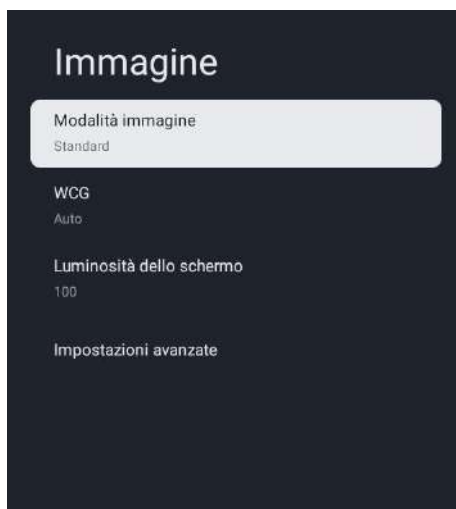 Immagine
Modalità immagine
Standard
WCG
Auto
Luminosità dello schermo
100
Impostazioni avanzate